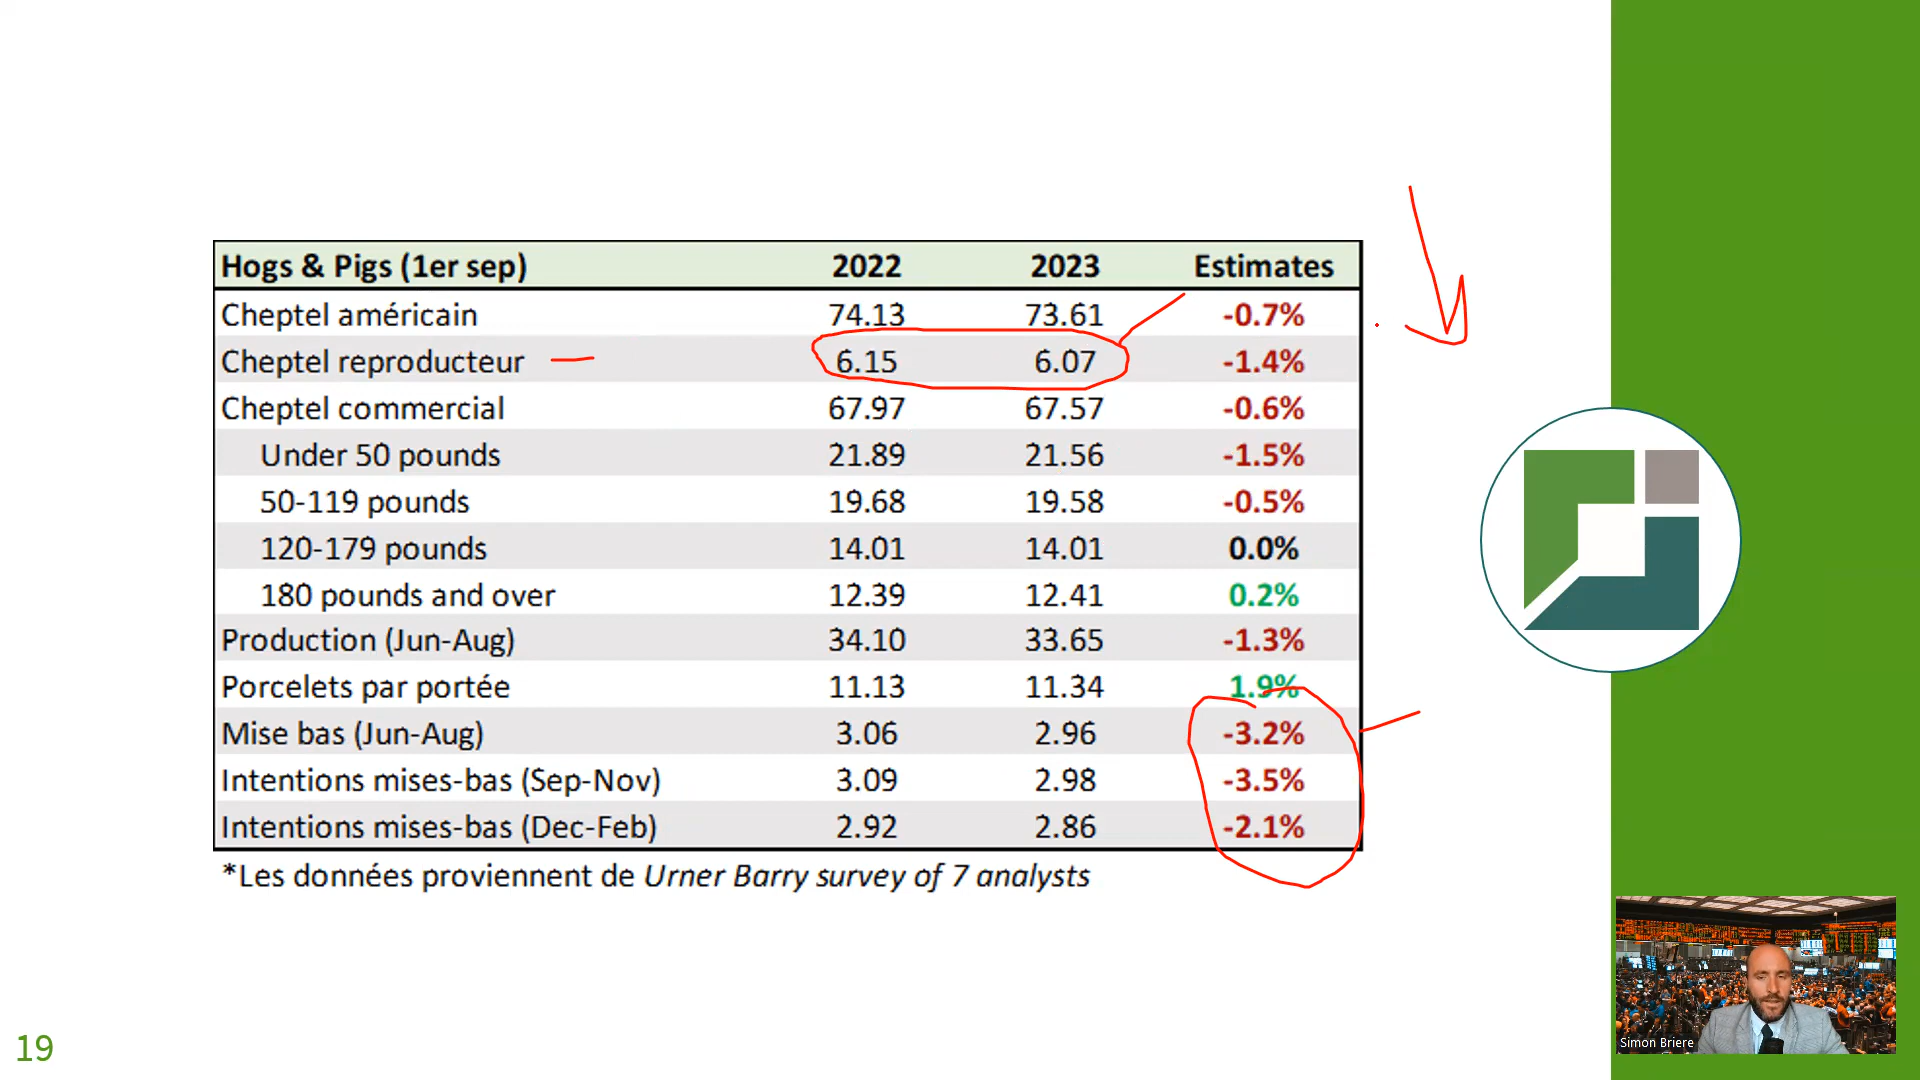 Hogs & Pigs (1er sep) 2022 2023 Estimates
Cheptel américain 74.13 73.61 -0.7%
Cheptel reproducteur 6.15 6.07 -1.4%
Cheptel commercial 67.97 67.57 -0.6%
Under 50 pounds 21.89 21.56 -1.5%
50-119 pounds 19.68 19.58 -0.5%
120-179 pounds 14.01 14.01 0.0%
180 pounds and over 12.39 12.41 0.2%
Production (Jun-Aug) 34.10 33.65 -1.3%
Porcelets par portée 11.13 11.34 1.9%
Mise bas (Jun-Aug) 3.06 2.96 -3.2%
Intentions mises-bas (Sep-Nov) 3.09 2.98 -3.5%
Intentions mises-bas (Dec-Feb) 2.92 2.86 -2.1%
*Les données proviennent de Urner Barry survey of 7 analysts
Simon Briere
19